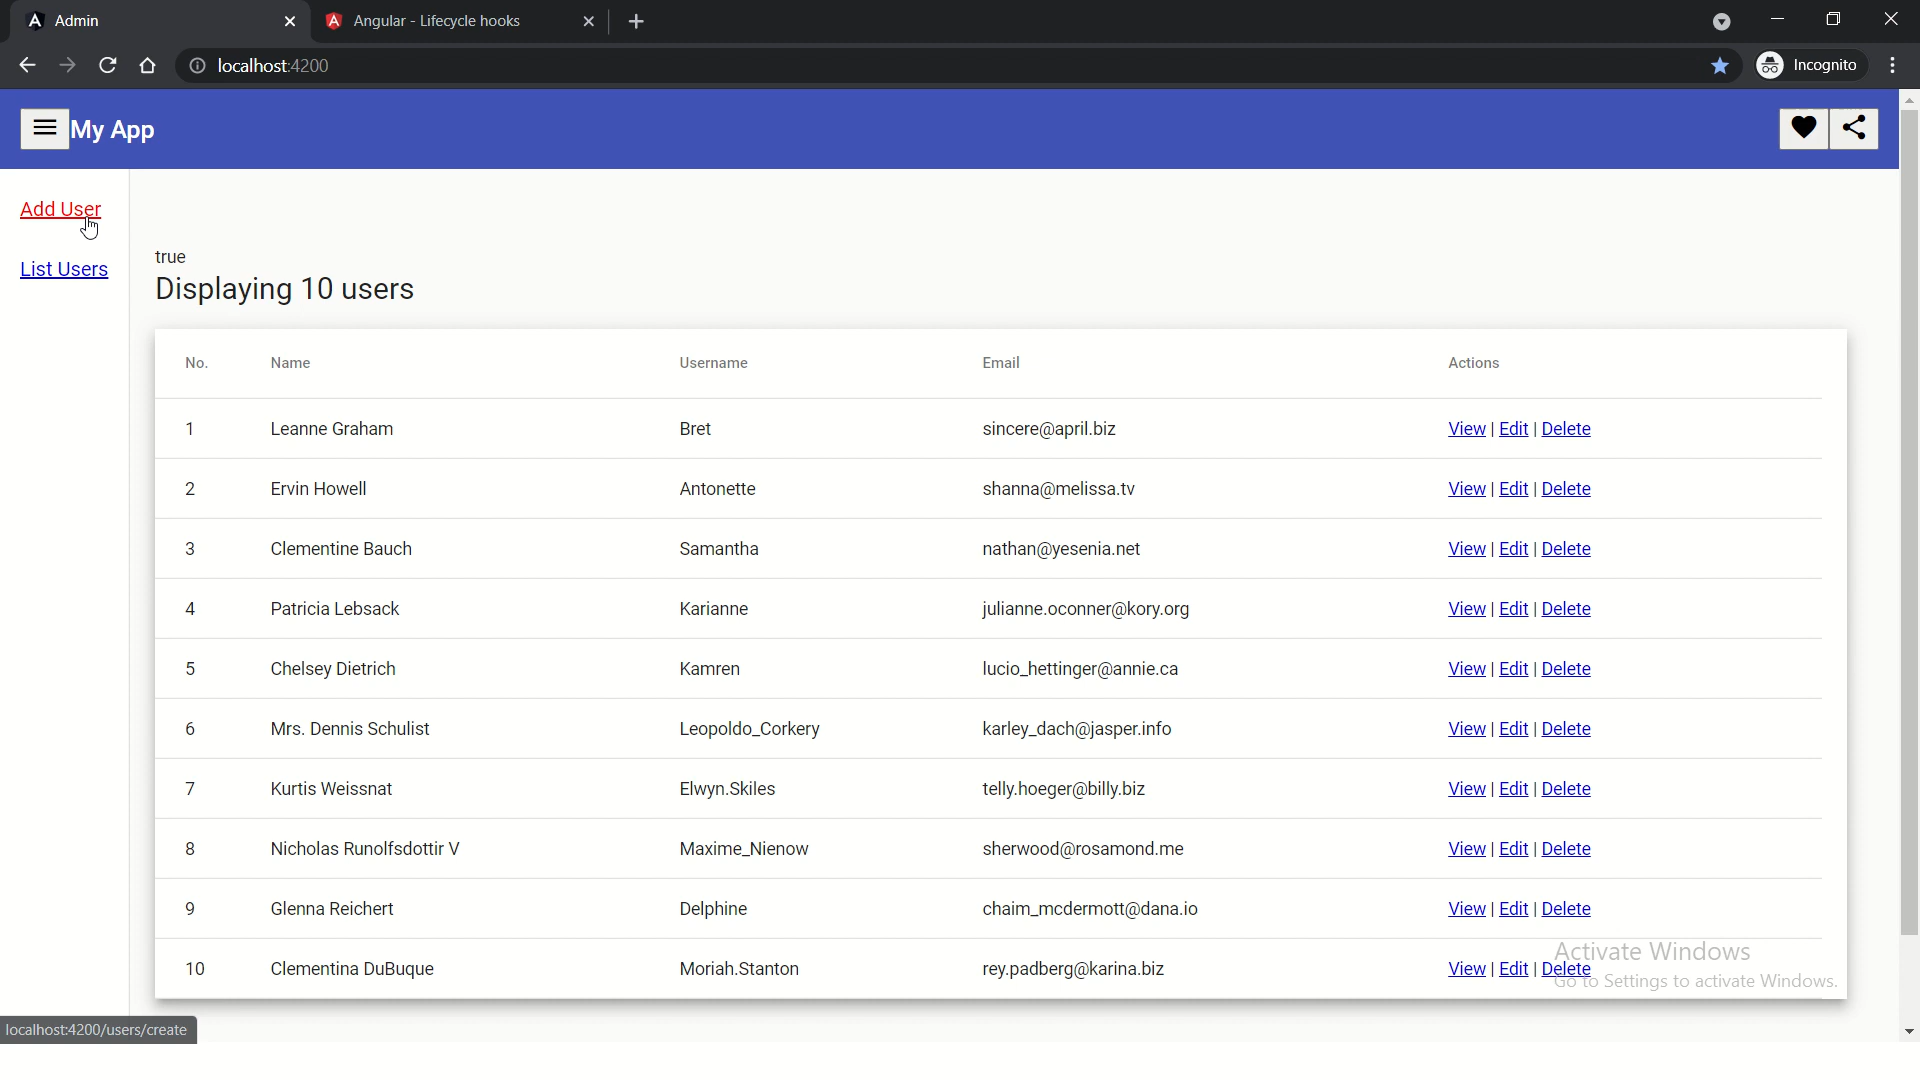 Admin
Angular - Lifecycle hooks
localhost:4200
Incognito
My App
Add User
List Users
true
Displaying 10 users
No. Name Username Email Actions
1 Leanne Graham Bret sincere@april.biz View | Edit | Delete
2 Ervin Howell Antonette shanna@melissa.tv View | Edit | Delete
3 Clementine Bauch Samantha nathan@yesenia.net View | Edit | Delete
4 Patricia Lebsack Karianne julianne.oconner@kory.org View | Edit | Delete
5 Chelsey Dietrich Kamren lucio_hettinger@annie.ca View | Edit | Delete
6 Mrs. Dennis Schulist Leopoldo_Corkery karley_dach@jasper.info View | Edit | Delete
7 Kurtis Weissnat Elwyn.Skiles telly.hoeger@billy.biz View | Edit | Delete
8 Nicholas Runolfsdottir V Maxime_Nienow sherwood@rosamond.me View | Edit | Delete
9 Glenna Reichert Delphine chaim_mcdermott@dana.io View | Edit | Delete
10 Clementina DuBuque Moriah.Stanton rey.padberg@karina.biz View | Edit | Delete
Activate Windows
Go to Settings to activate Windows.
localhost:4200/users/create